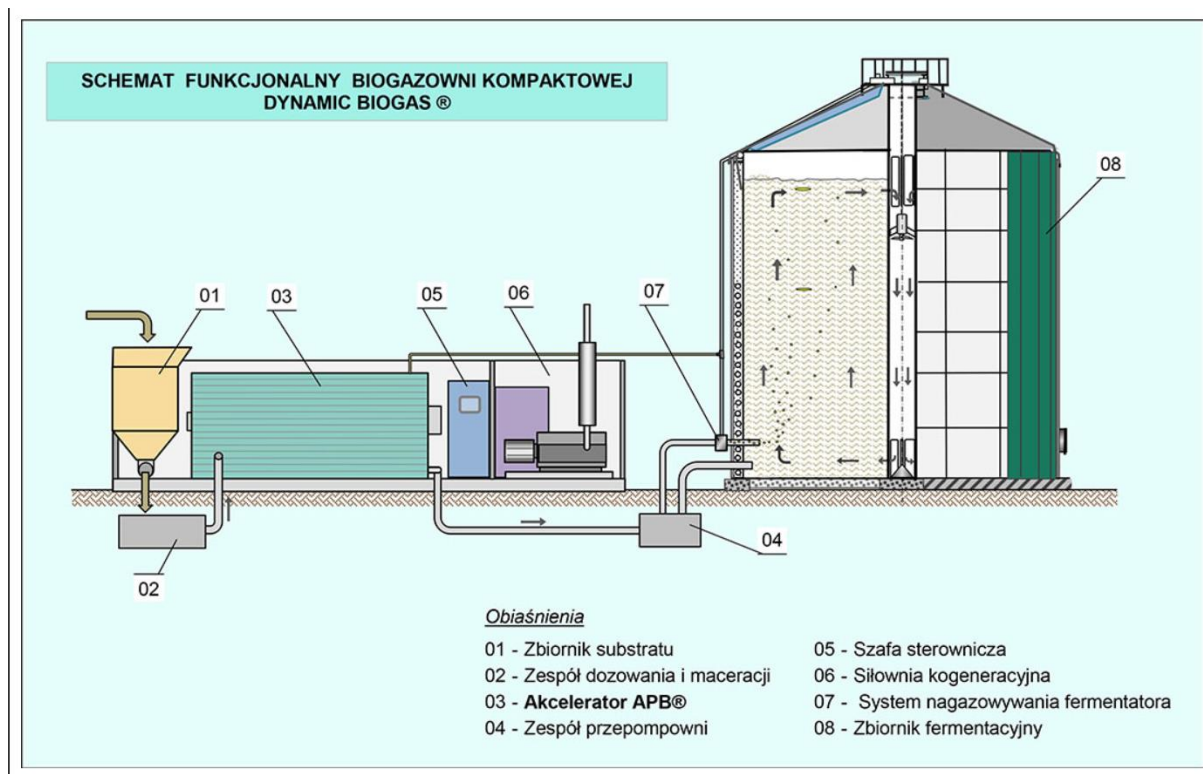 SCHEMAT FUNKCJONALNY BIOGAZOWNI KOMPAKTOWEJ
DYNAMIC BIOGAS ®
08
01
03
05
06
07
04
02
Obiaśnienia
01 - Zbiornik substratu
02 - Zespół dozowania i maceracji
03 - Akcelerator APB®
04 - Zespół przepompowni
05 - Szafa sterownicza
06 - Siłownia kogeneracyjna
07 - System nagazowywania fermentatora
08 - Zbiornik fermentacyjny